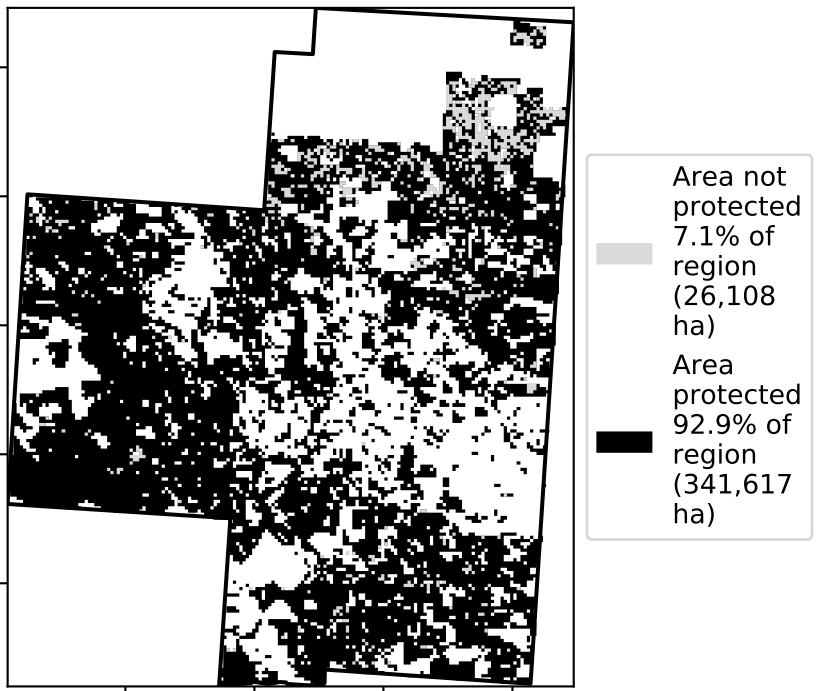 Area not
protected
7.1% of
region
(26,108
ha)
Area
protected
92.9% of
region
(341,617
ha)